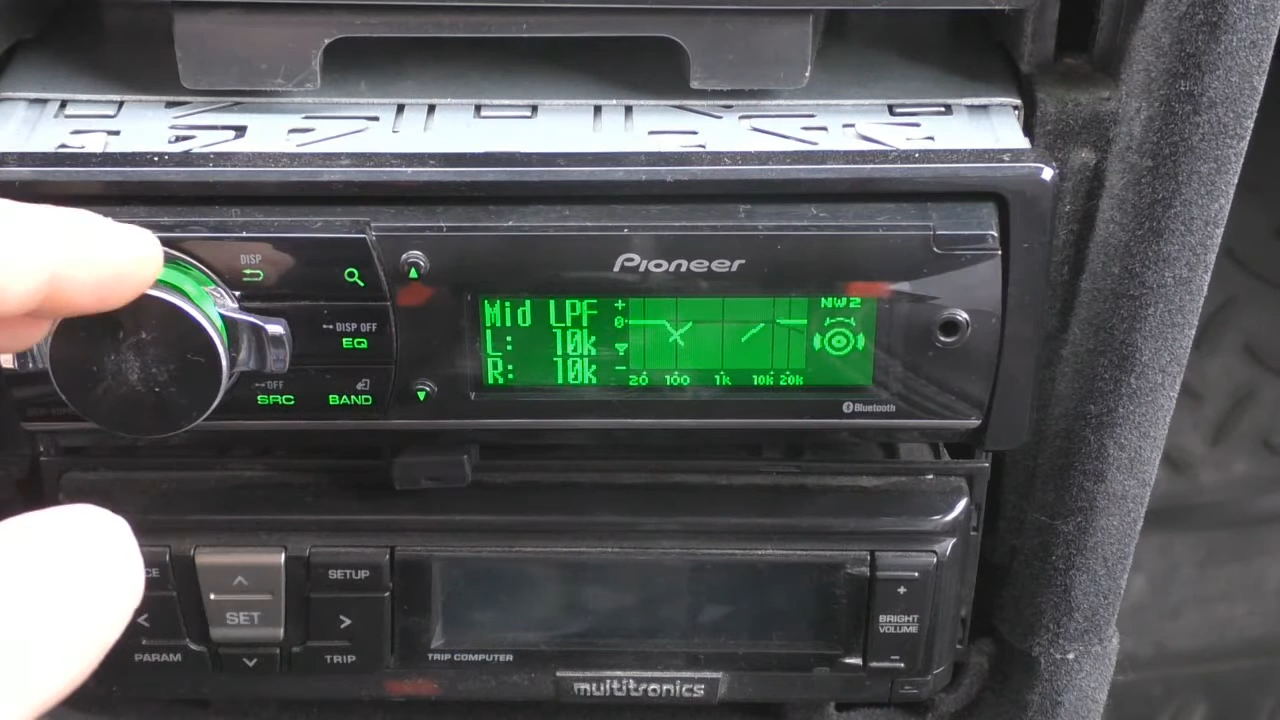 DISP
Pioneer
DISP OFF
EQ
OFF
SRC
BAND
Mid LPF
L: 10k
R: 10k
+
0
−
20 100 1k 10k 20k
NW2
Bluetooth
CE
SET
SETUP
PARAM
TRIP
TRIP COMPUTER
+
BRIGHT
VOLUME
−
multitronics